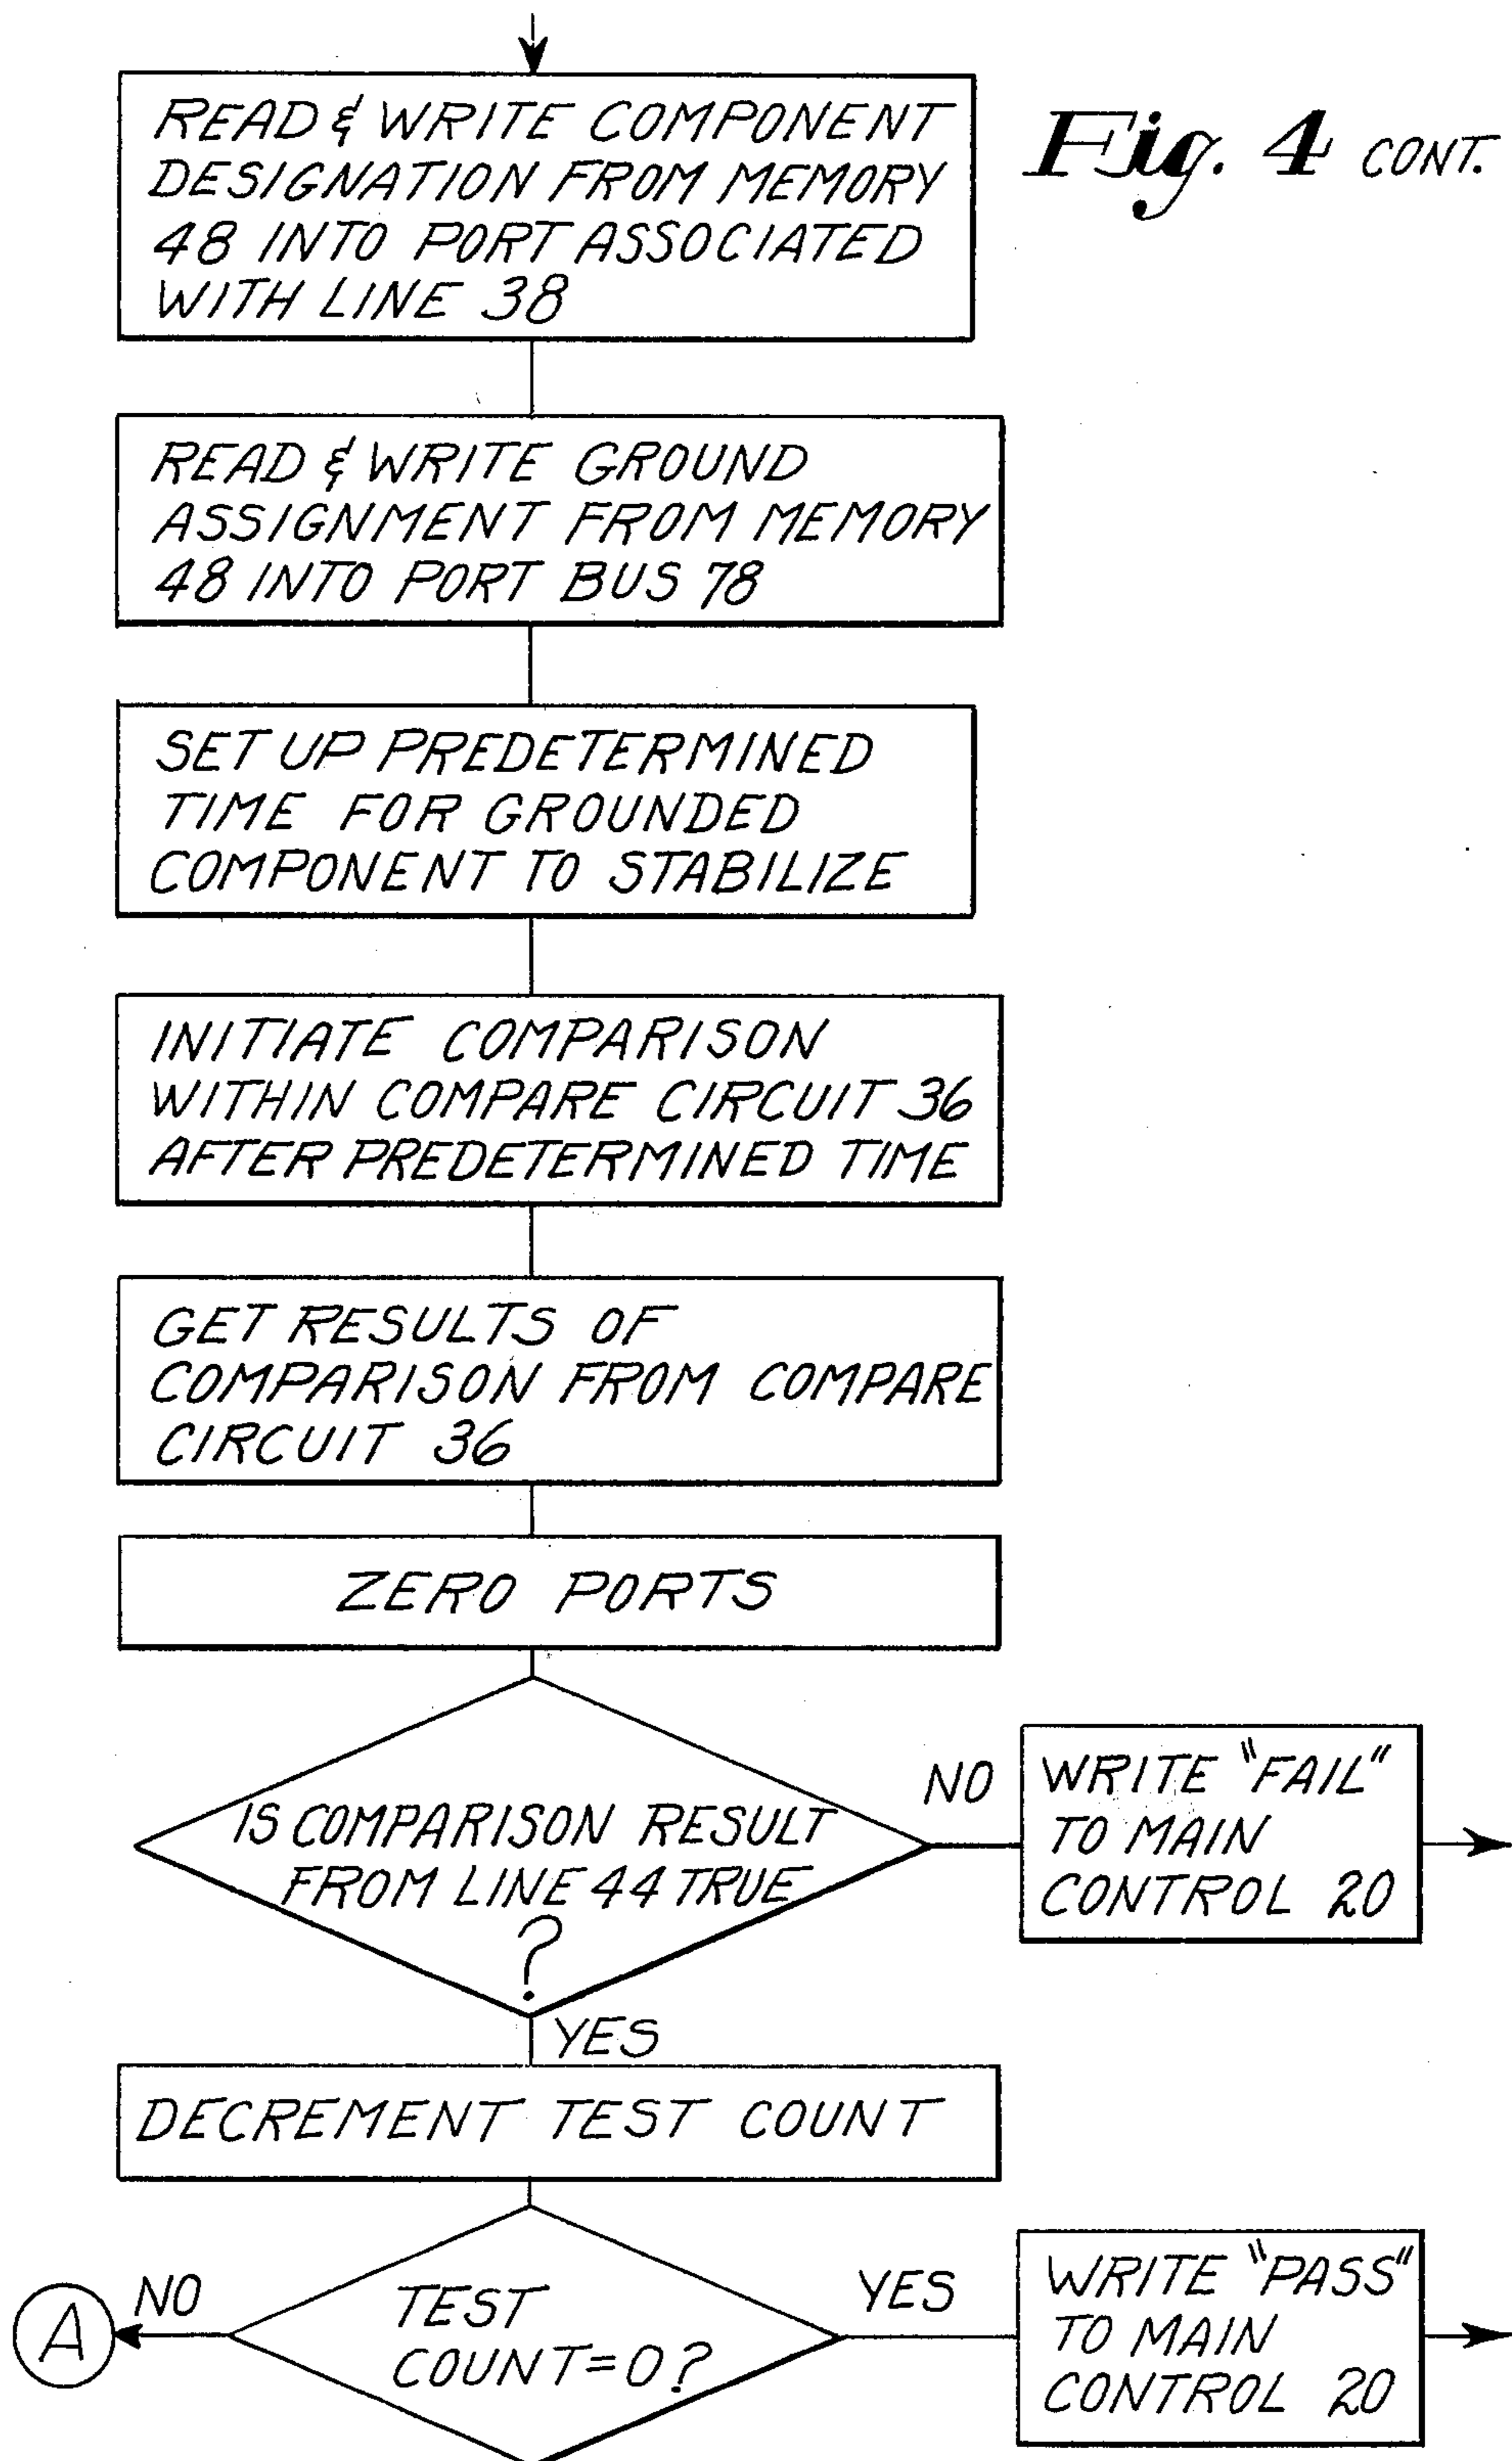 Fig. 4 CONT.
READ & WRITE COMPONENT
DESIGNATION FROM MEMORY
48 INTO PORT ASSOCIATED
WITH LINE 38
READ & WRITE GROUND
ASSIGNMENT FROM MEMORY
48 INTO PORT BUS 78
SET UP PREDETERMINED
TIME FOR GROUNDED
COMPONENT TO STABILIZE
INITIATE COMPARISON
WITHIN COMPARE CIRCUIT 36
AFTER PREDETERMINED TIME
GET RESULTS OF
COMPARISON FROM COMPARE
CIRCUIT 36
ZERO PORTS
IS COMPARISON RESULT
FROM LINE 44 TRUE
?
NO
WRITE "FAIL"
TO MAIN
CONTROL 20
YES
DECREMENT TEST COUNT
TEST
COUNT=0?
NO
A
YES
WRITE "PASS"
TO MAIN
CONTROL 20